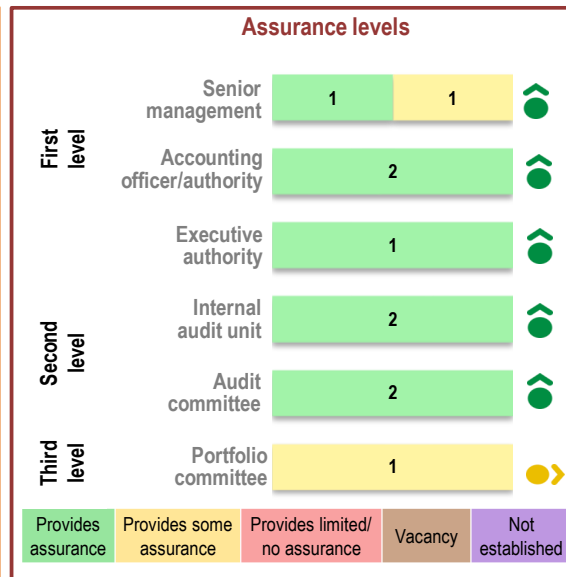 Assurance levels
First
level
Senior
management
1
1
Accounting
officer/authority
2
Executive
authority
1
Second
level
Internal
audit unit
2
Audit
committee
2
Third
level
Portfolio
committee
1
Provides
assurance
Provides some
assurance
Provides limited/
no assurance
Vacancy
Not
established